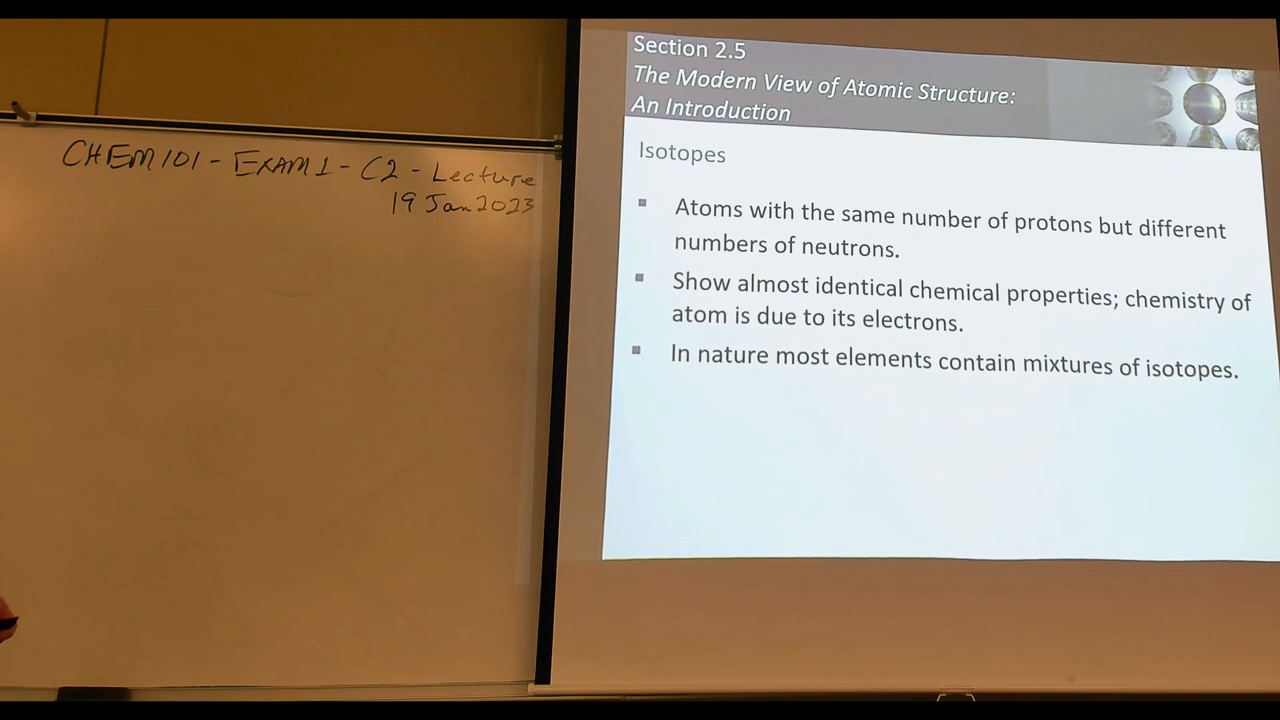 CHEM 101 - EXAM 1 - C2 - Lecture
19 Jan 2023
Section 2.5
The Modern View of Atomic Structure:
An Introduction
Isotopes
▪ Atoms with the same number of protons but different
numbers of neutrons.
▪ Show almost identical chemical properties; chemistry of
atom is due to its electrons.
▪ In nature most elements contain mixtures of isotopes.